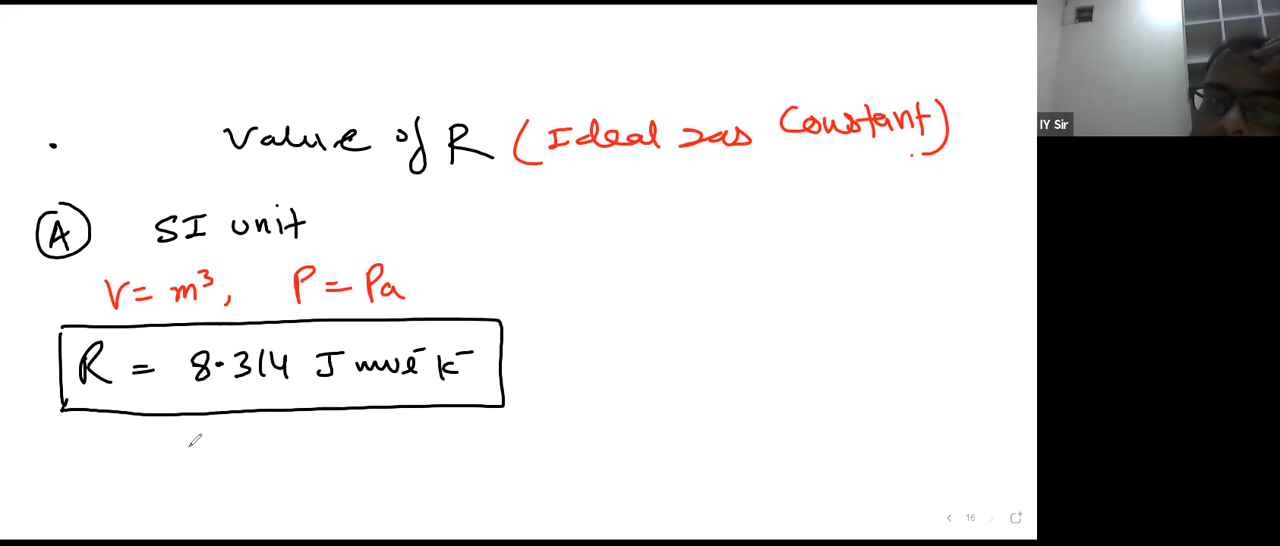 . Value of R (Ideal gas Constant)
(A) SI unit
V = m³, P = Pa
R = 8.314 J mol⁻ K⁻
IY Sir
16